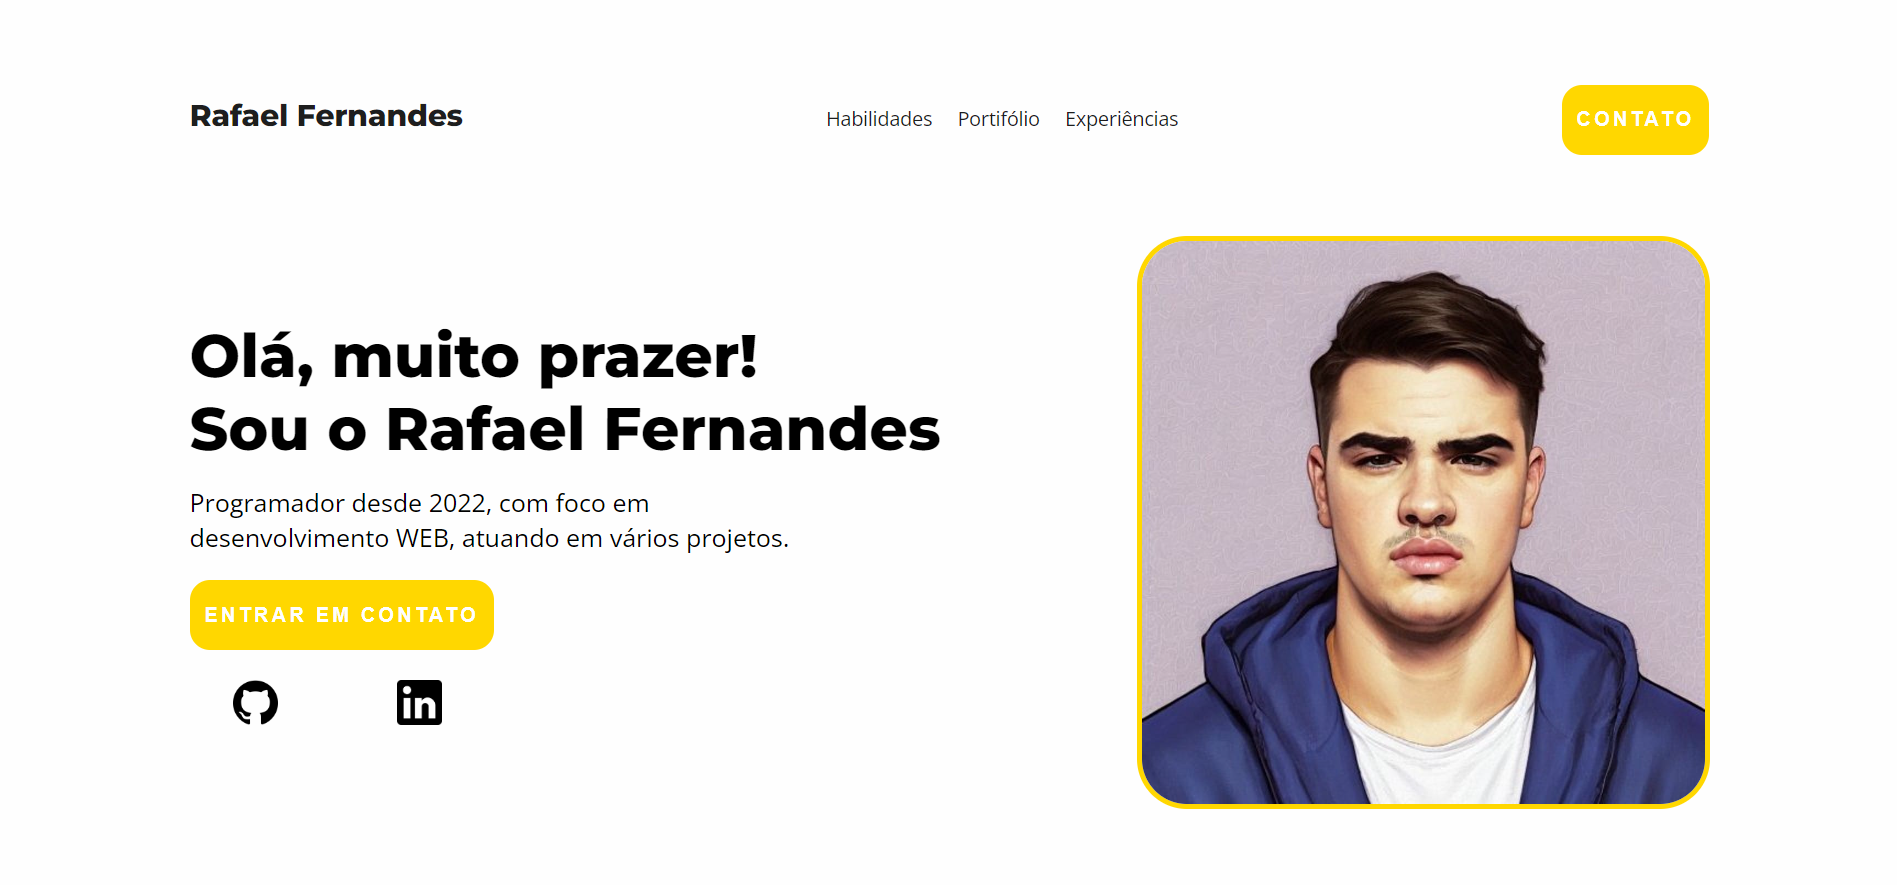 Rafael Fernandes
Habilidades Portifólio Experiências
CONTATO
Olá, muito prazer!
Sou o Rafael Fernandes
Programador desde 2022, com foco em
desenvolvimento WEB, atuando em vários projetos.
ENTRAR EM CONTATO
in